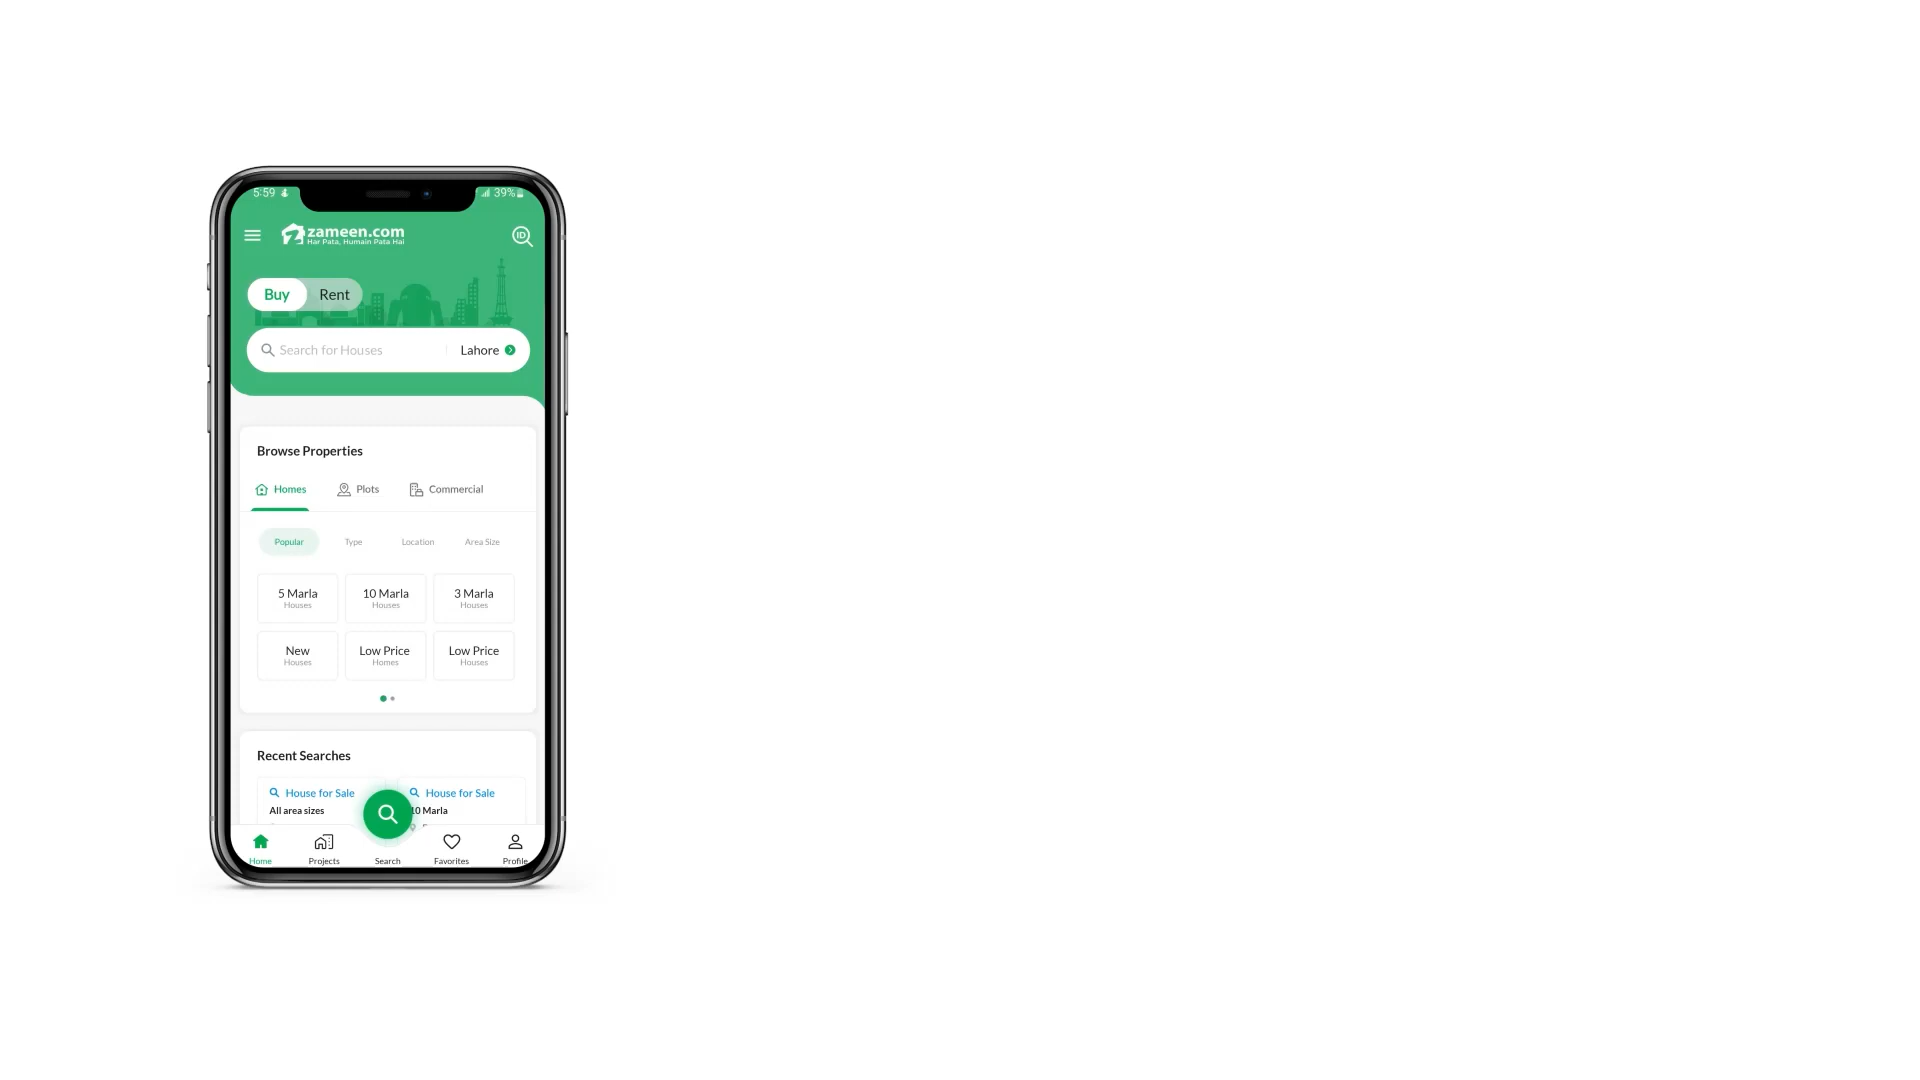 5:59
39%
zameen.com
Har Pata, Humain Pata Hai
ID
Buy Rent
Search for Houses Lahore
Browse Properties
Homes Plots Commercial
Popular Type Location Area Size
5 Marla 10 Marla 3 Marla
Houses Houses Houses
New Low Price Low Price
Houses Homes Houses
Recent Searches
House for Sale House for Sale
All area sizes 10 Marla
Home Projects Search Favorites Profile